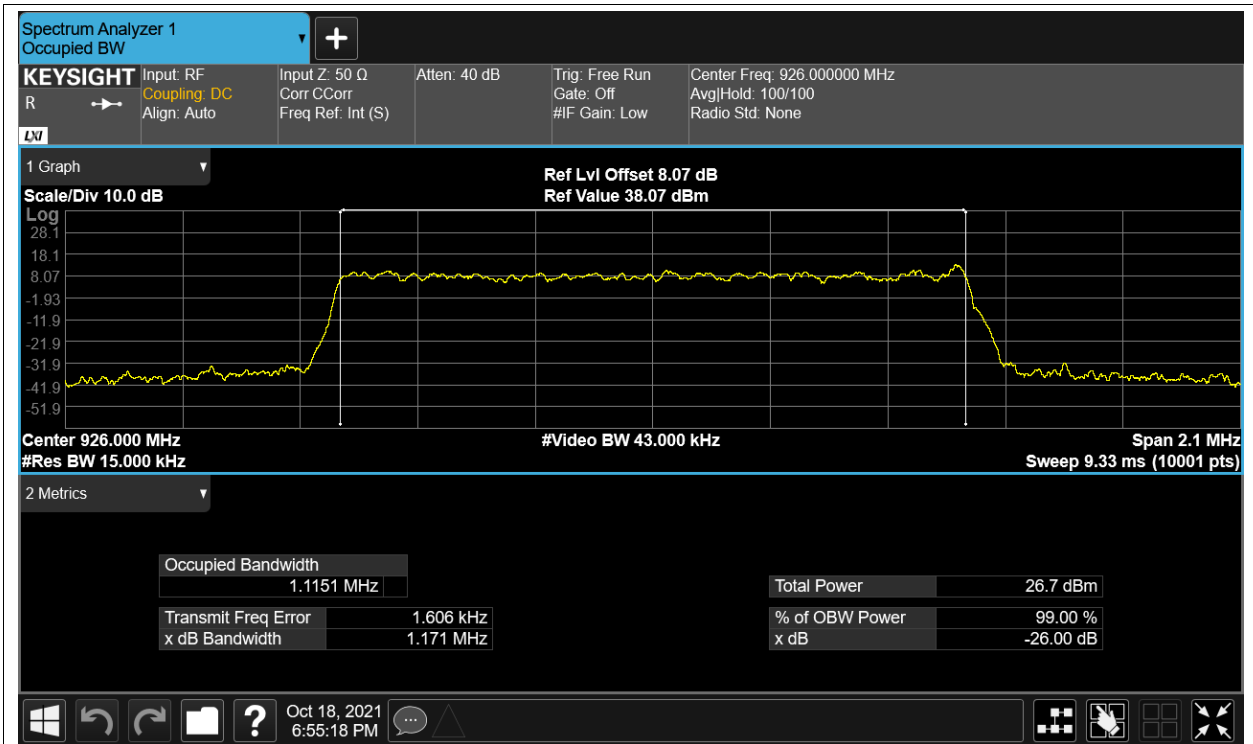 Spectrum Analyzer 1
Occupied BW
KEYSIGHT
R
LXI
Input: RF
Coupling: DC
Align: Auto
Input Z: 50 Ω
Corr CCorr
Freq Ref: Int (S)
Atten: 40 dB
Trig: Free Run
Gate: Off
#IF Gain: Low
Center Freq: 926.000000 MHz
Avg|Hold: 100/100
Radio Std: None
1 Graph
Scale/Div 10.0 dB
Ref Lvl Offset 8.07 dB
Ref Value 38.07 dBm
Log
28.1
18.1
8.07
-1.93
-11.9
-21.9
-31.9
-41.9
-51.9
Center 926.000 MHz
#Video BW 43.000 kHz
Span 2.1 MHz
#Res BW 15.000 kHz
Sweep 9.33 ms (10001 pts)
2 Metrics
Occupied Bandwidth
1.1151 MHz
Total Power 26.7 dBm
Transmit Freq Error 1.606 kHz
% of OBW Power 99.00 %
x dB Bandwidth 1.171 MHz
x dB -26.00 dB
?
Oct 18, 2021
6:55:18 PM